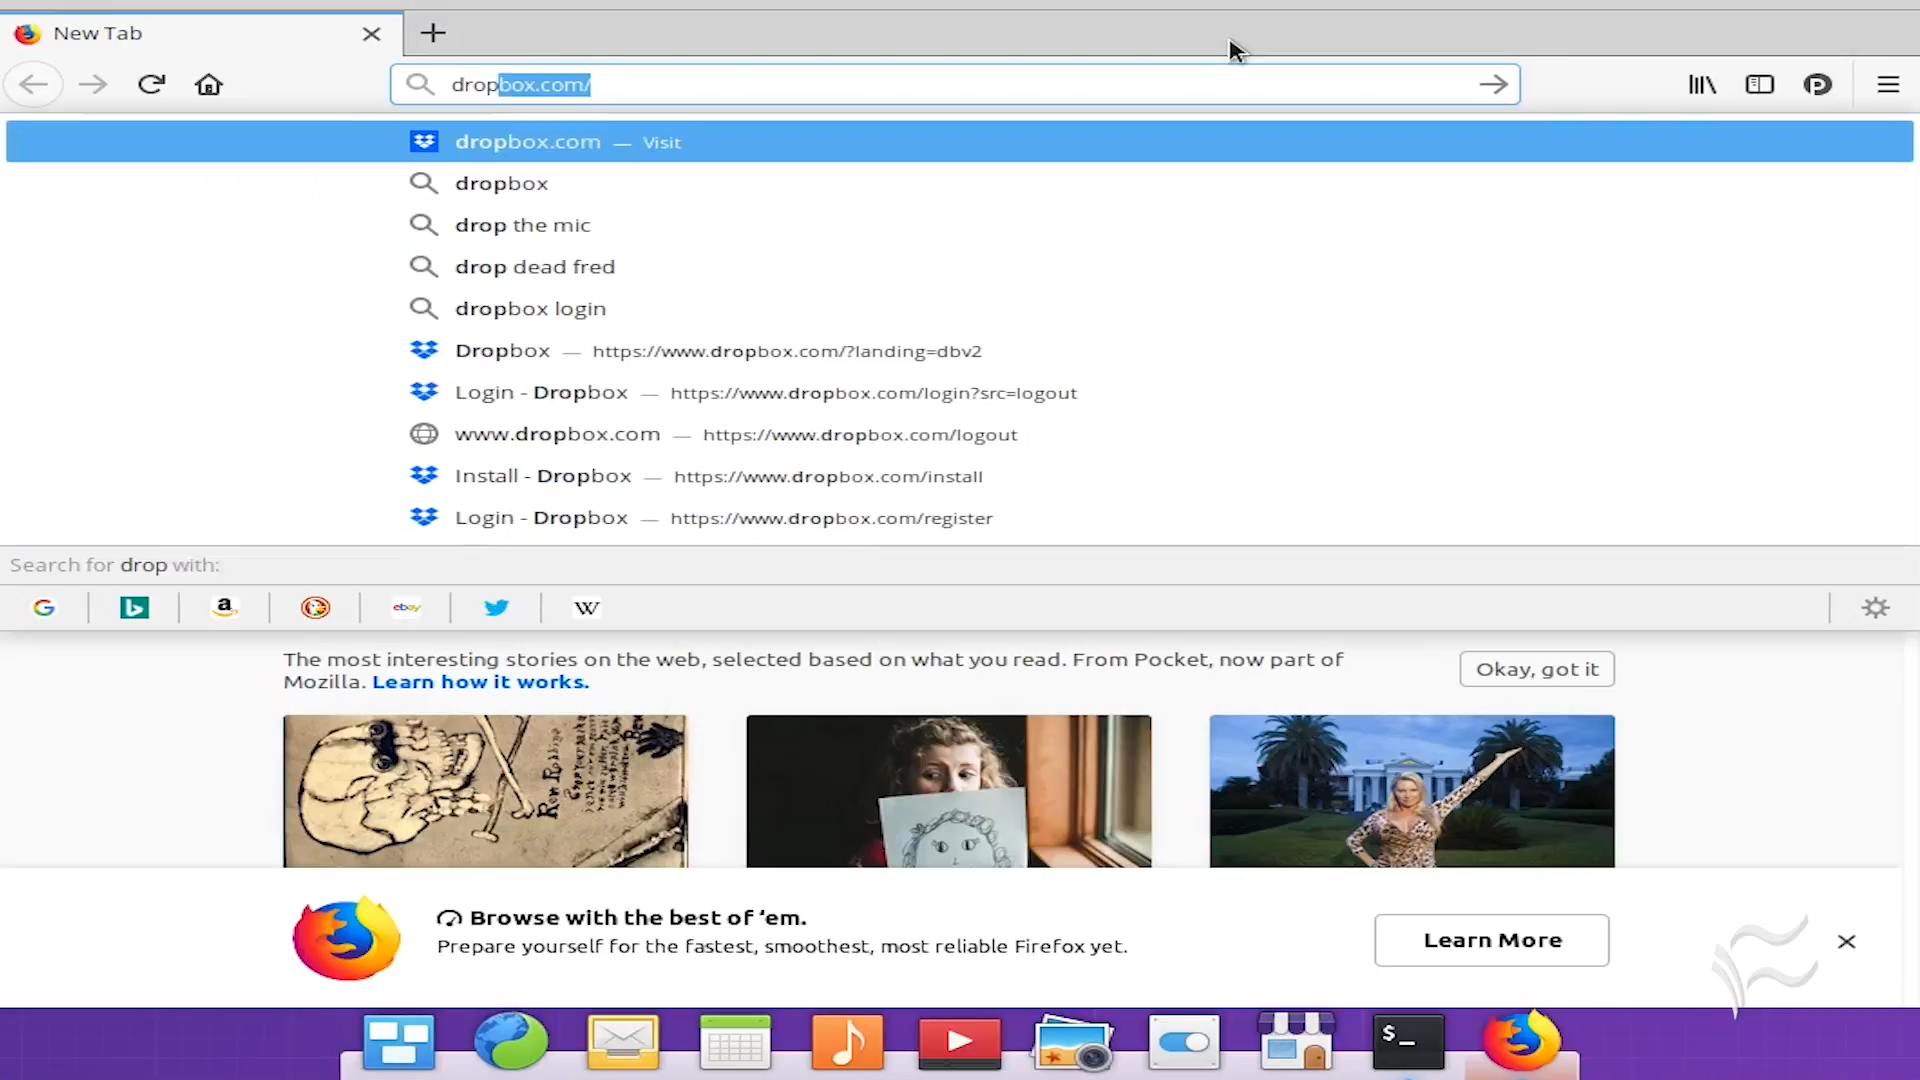 New Tab
dropbox.com/
dropbox.com — Visit
dropbox
drop the mic
drop dead fred
dropbox login
Dropbox — https://www.dropbox.com/?landing=dbv2
Login - Dropbox — https://www.dropbox.com/login?src=logout
www.dropbox.com — https://www.dropbox.com/logout
Install - Dropbox — https://www.dropbox.com/install
Login - Dropbox — https://www.dropbox.com/register
Search for drop with:
G
b
a
ebay
W
The most interesting stories on the web, selected based on what you read. From Pocket, now part of
Mozilla. Learn how it works.
Okay, got it
Browse with the best of ‘em.
Prepare yourself for the fastest, smoothest, most reliable Firefox yet.
Learn More
$_